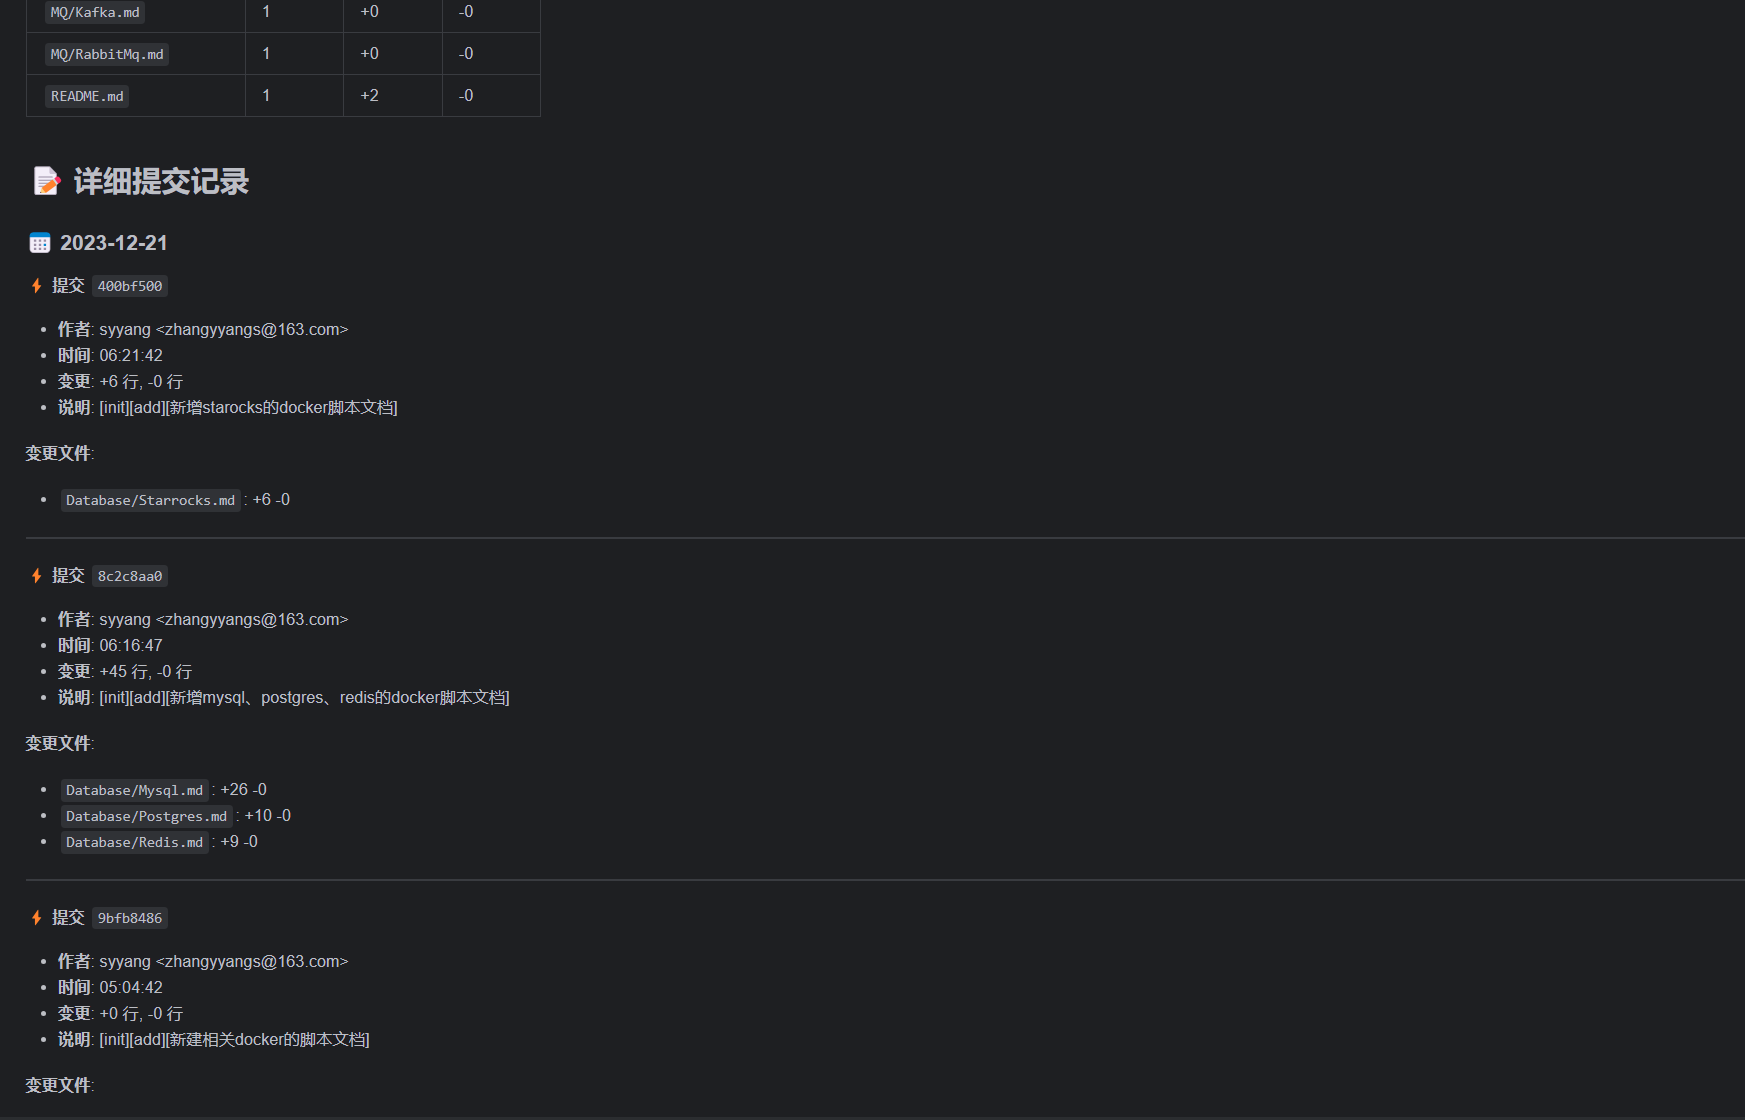 MQ/Kafka.md 1 +0 -0
MQ/RabbitMq.md 1 +0 -0
README.md 1 +2 -0
详细提交记录
2023-12-21
提交 400bf500
作者: syyang <zhangyyangs@163.com>
时间: 06:21:42
变更: +6 行, -0 行
说明: [init][add][新增starocks的docker脚本文档]
变更文件:
Database/Starrocks.md : +6 -0
提交 8c2c8aa0
作者: syyang <zhangyyangs@163.com>
时间: 06:16:47
变更: +45 行, -0 行
说明: [init][add][新增mysql、postgres、redis的docker脚本文档]
变更文件:
Database/Mysql.md : +26 -0
Database/Postgres.md : +10 -0
Database/Redis.md : +9 -0
提交 9bfb8486
作者: syyang <zhangyyangs@163.com>
时间: 05:04:42
变更: +0 行, -0 行
说明: [init][add][新建相关docker的脚本文档]
变更文件: